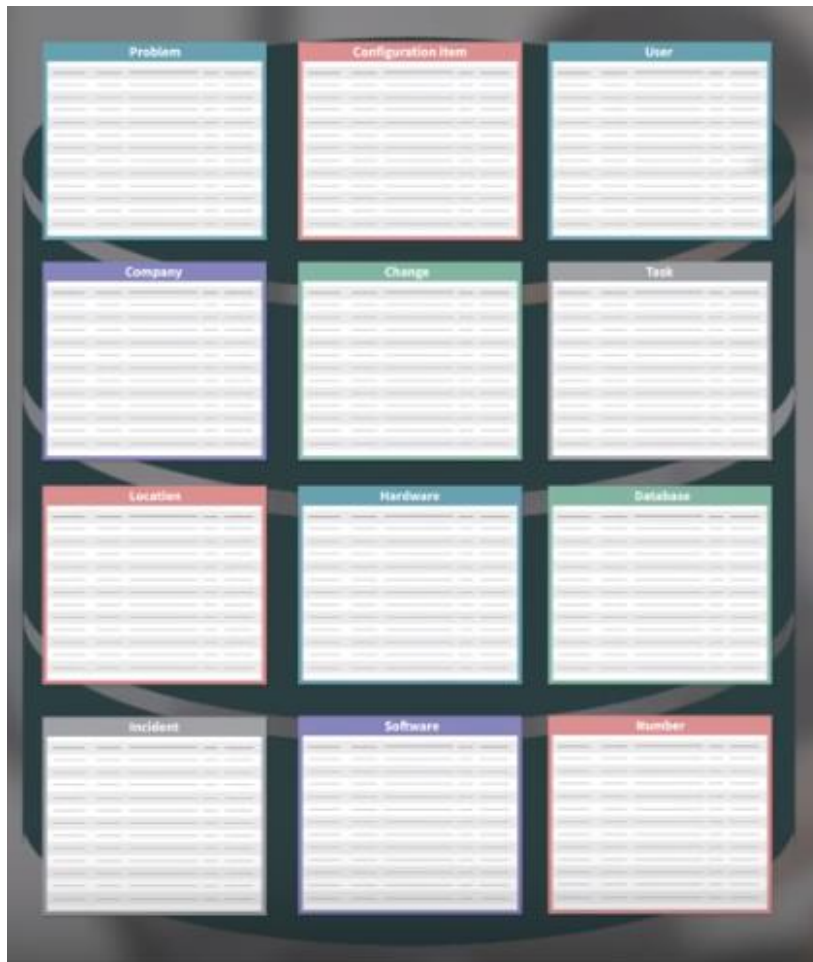 Problem
Configuration Item
User
Company
Change
Task
Location
Hardware
Database
Incident
Software
Number